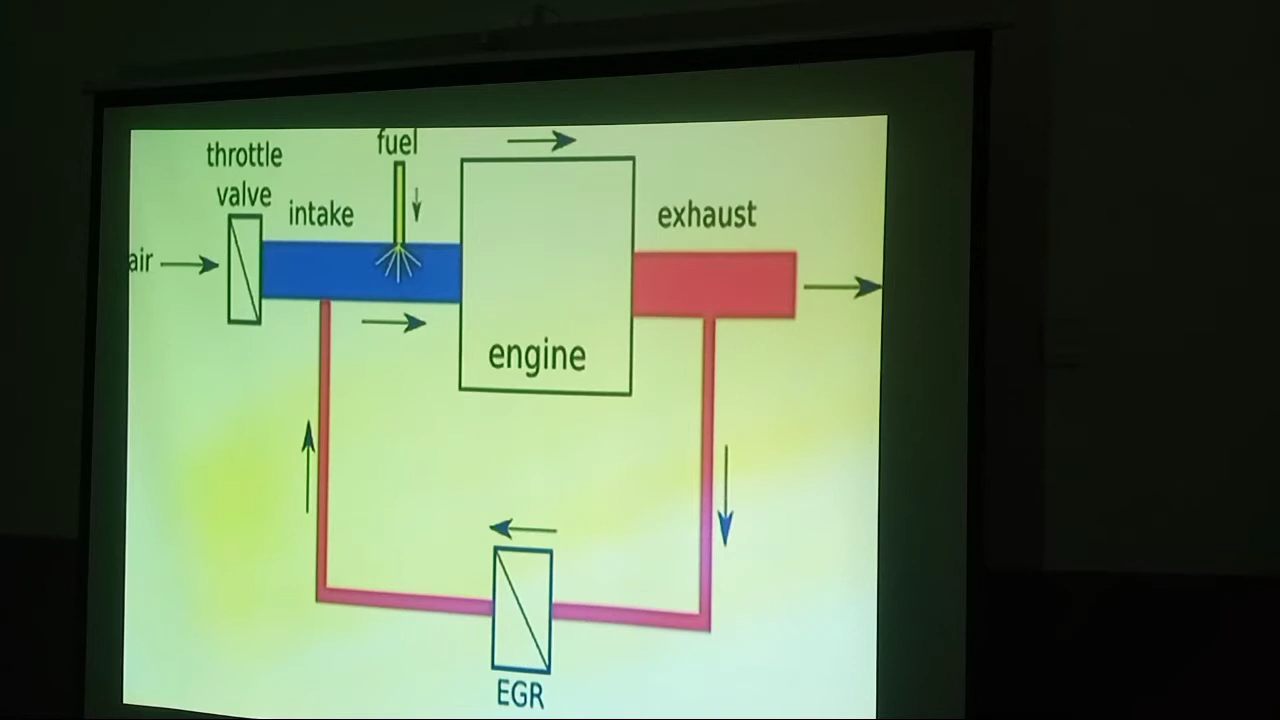 throttle
valve
fuel
intake
exhaust
air
engine
EGR